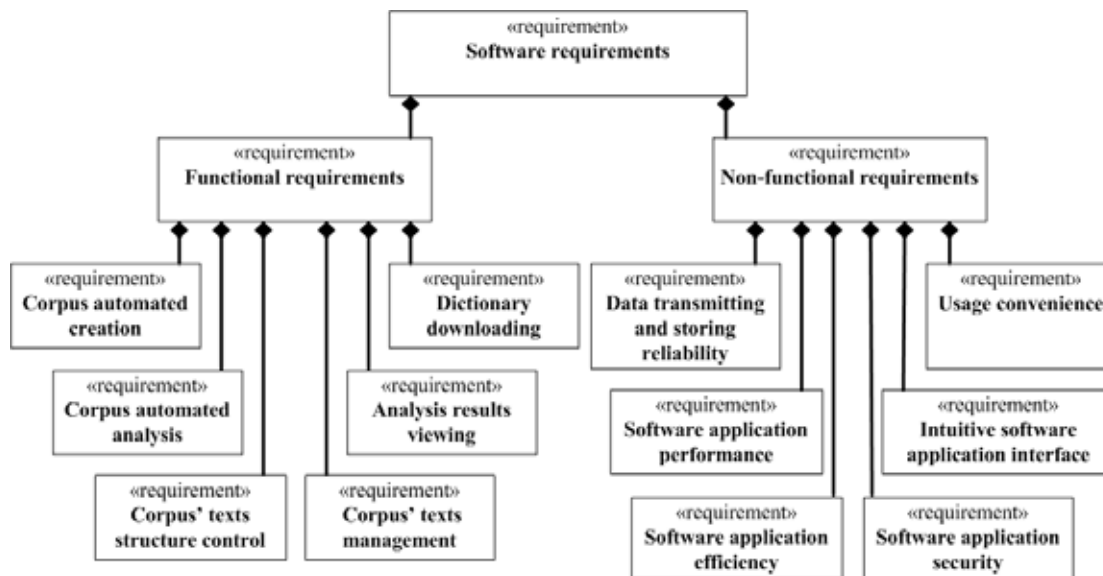 «requirement»
Software requirements
«requirement»
Functional requirements
«requirement»
Non-functional requirements
«requirement»
Corpus automated
creation
«requirement»
Dictionary
downloading
«requirement»
Data transmitting
and storing
reliability
«requirement»
Usage convenience
«requirement»
Corpus automated
analysis
«requirement»
Analysis results
viewing
«requirement»
Software application
performance
«requirement»
Intuitive software
application interface
«requirement»
Corpus’ texts
structure control
«requirement»
Corpus’ texts
management
«requirement»
Software application
efficiency
«requirement»
Software application
security